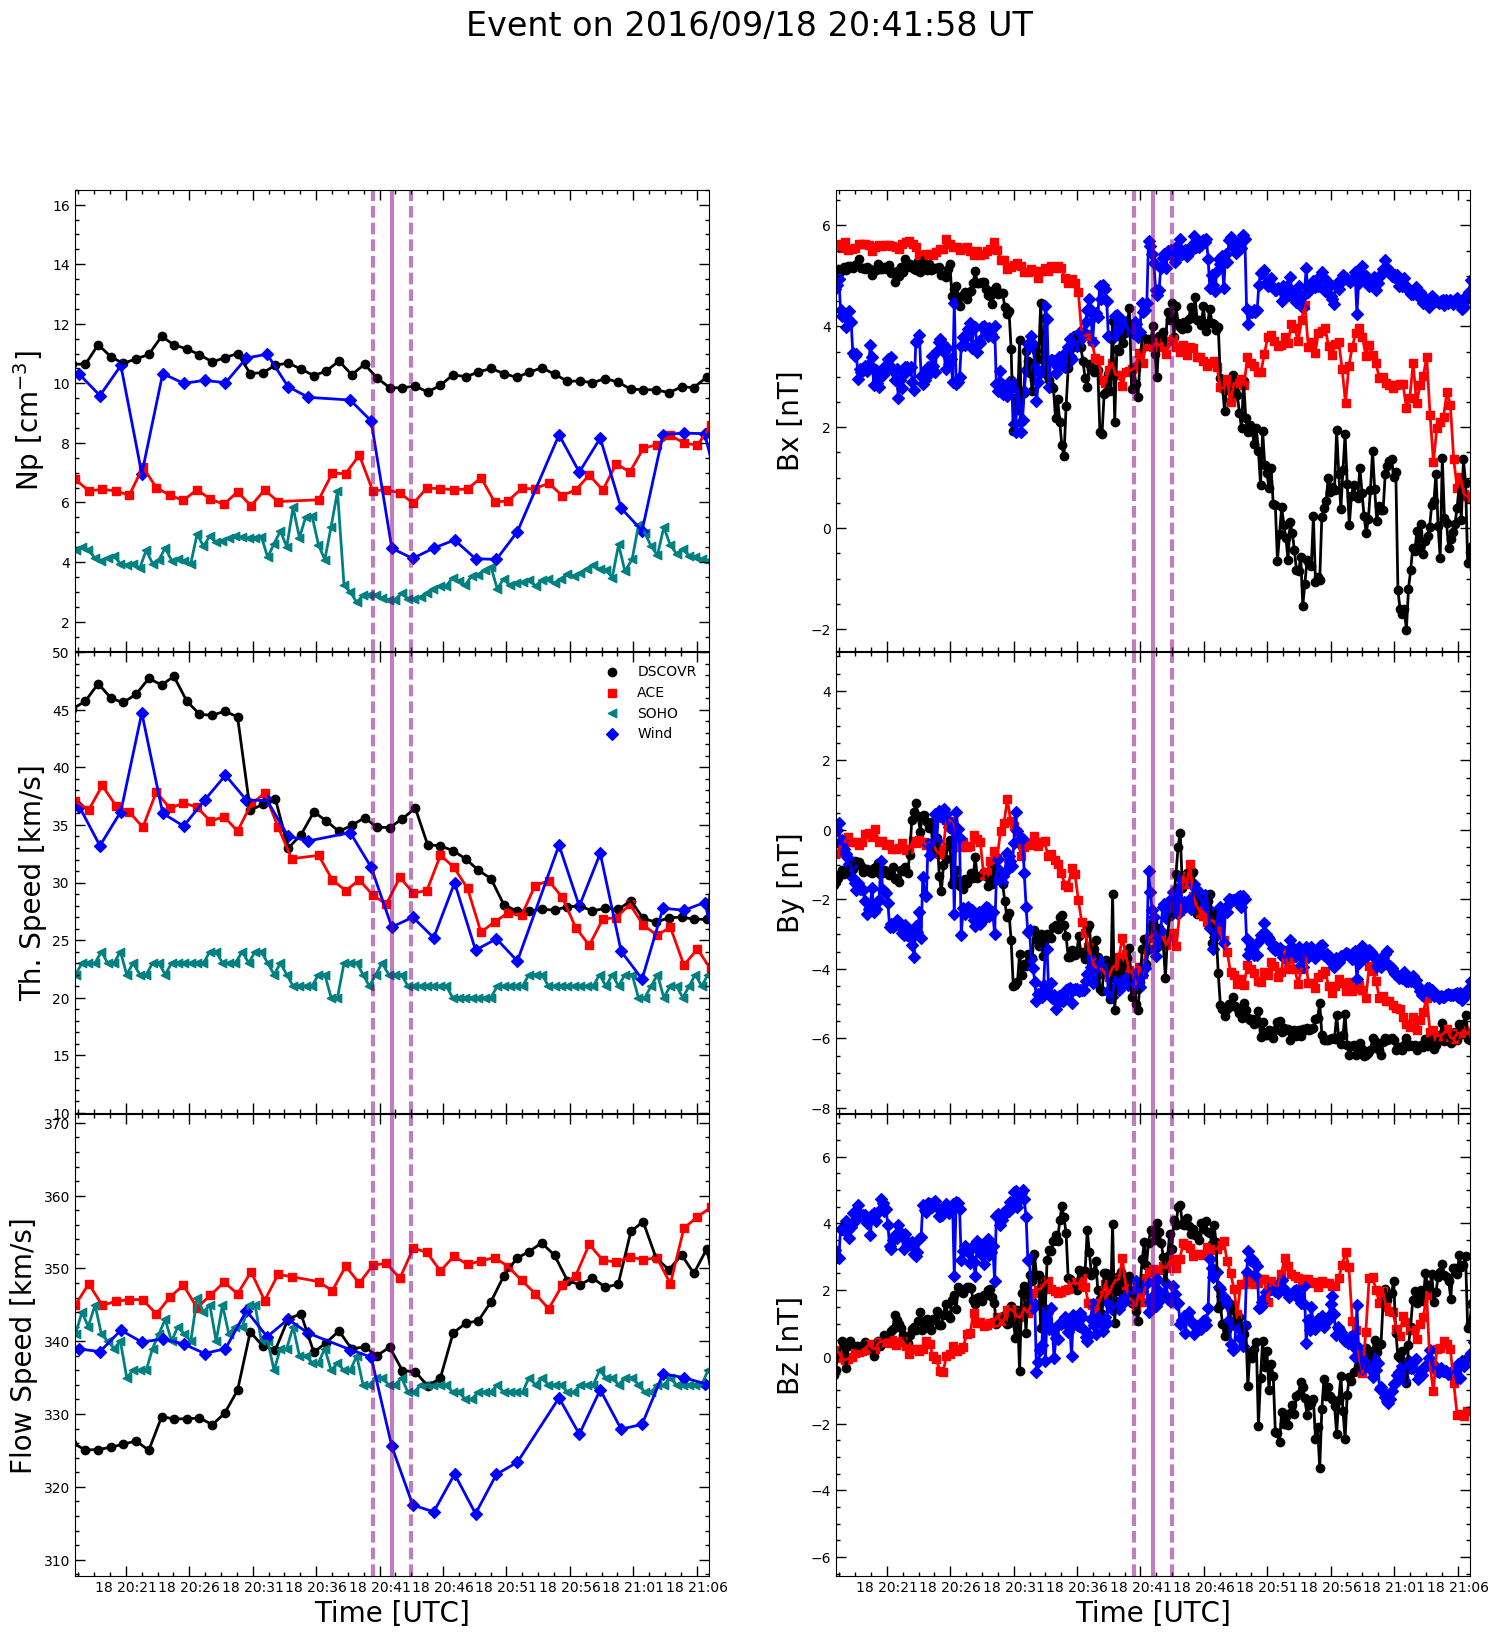 Event on 2016/09/18 20:41:58 UT
Np [cm⁻³]
16
14
12
10
8
6
4
2
Bx [nT]
6
4
2
0
−2
Th. Speed [km/s]
50
45
40
35
30
25
20
15
10
DSCOVR
ACE
SOHO
Wind
By [nT]
4
2
0
−2
−4
−6
−8
Flow Speed [km/s]
370
360
350
340
330
320
310
Bz [nT]
6
4
2
0
−2
−4
−6
18 20:21 18 20:26 18 20:31 18 20:36 18 20:41 18 20:46 18 20:51 18 20:56 18 21:01 18 21:06
Time [UTC]
18 20:21 18 20:26 18 20:31 18 20:36 18 20:41 18 20:46 18 20:51 18 20:56 18 21:01 18 21:06
Time [UTC]